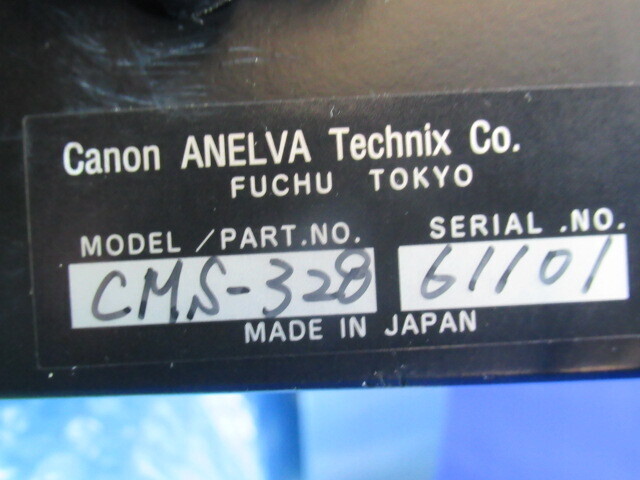 Canon ANELVA Technix Co.
FUCHU TOKYO
MODEL /PART.NO. SERIAL .NO.
CMS-328 61101
MADE IN JAPAN